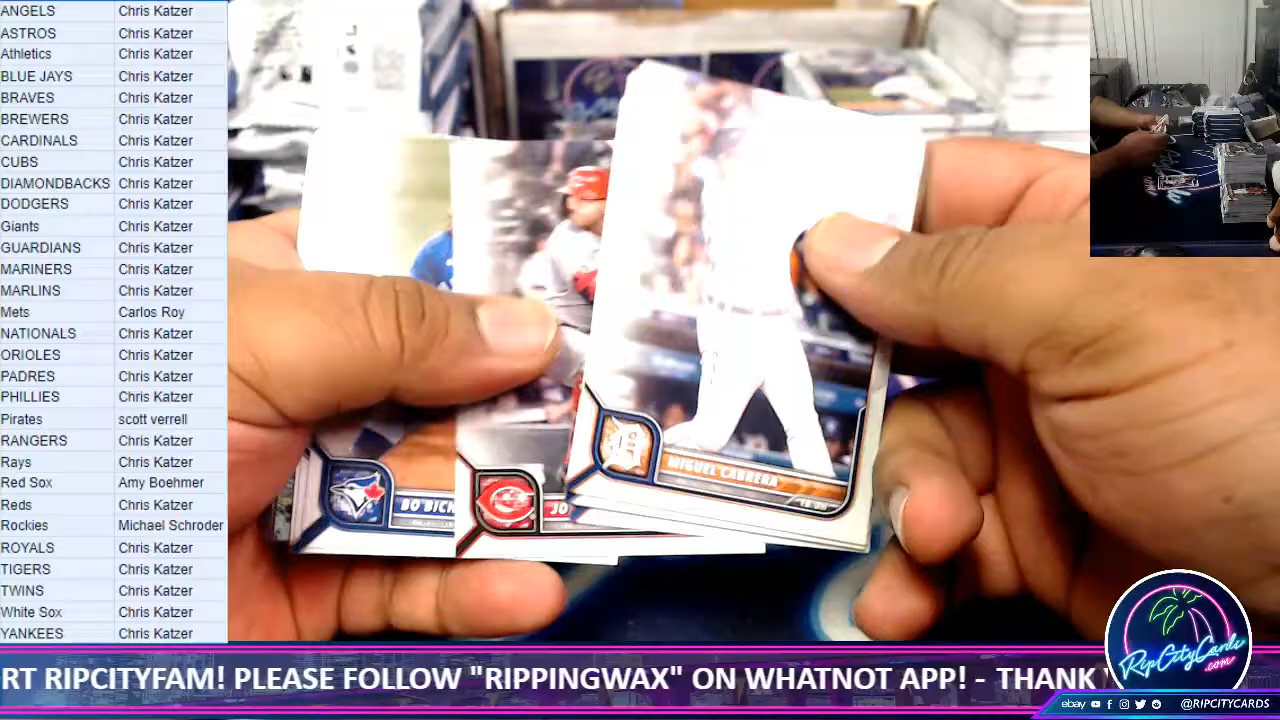 ANGELS Chris Katzer
ASTROS Chris Katzer
Athletics Chris Katzer
BLUE JAYS Chris Katzer
BRAVES Chris Katzer
BREWERS Chris Katzer
CARDINALS Chris Katzer
CUBS Chris Katzer
DIAMONDBACKS Chris Katzer
DODGERS Chris Katzer
Giants Chris Katzer
GUARDIANS Chris Katzer
MARINERS Chris Katzer
MARLINS Chris Katzer
Mets Carlos Roy
NATIONALS Chris Katzer
ORIOLES Chris Katzer
PADRES Chris Katzer
PHILLIES Chris Katzer
Pirates scott verrell
RANGERS Chris Katzer
Rays Chris Katzer
Red Sox Amy Boehmer
Reds Chris Katzer
Rockies Michael Schroder
ROYALS Chris Katzer
TIGERS Chris Katzer
TWINS Chris Katzer
White Sox Chris Katzer
YANKEES Chris Katzer
MIGUEL CABRERA
BO BICH
JO
RT RIPCITYFAM! PLEASE FOLLOW "RIPPINGWAX" ON WHATNOT APP! - THANK
RipCityCards
.com
ebay @RIPCITYCARDS